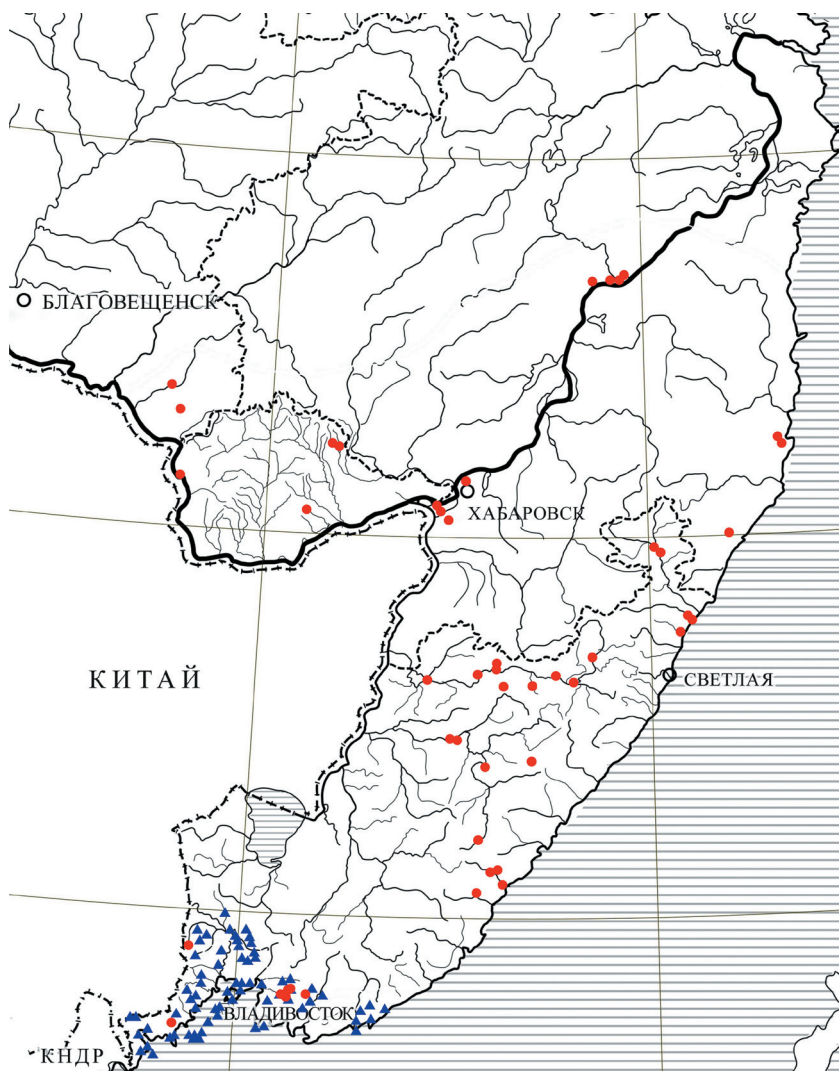 БЛАГОВЕЩЕНСК
ХАБАРОВСК
КИТАЙ
СВЕТЛАЯ
ВЛАДИВОСТОК
КНДР